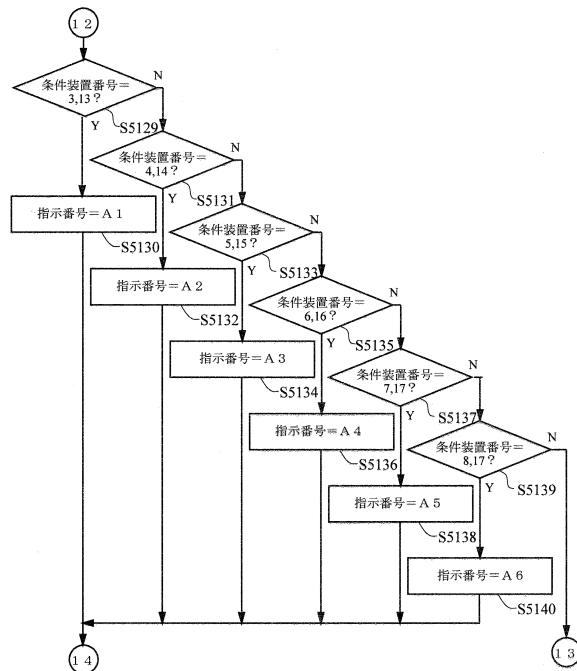 １２
条件装置番号＝
3,13？
N
Y
S5129
条件装置番号＝
4,14？
N
Y
S5131
指示番号＝Ａ１
S5130
条件装置番号＝
5,15？
N
Y
S5133
指示番号＝Ａ２
S5132
条件装置番号＝
6,16？
N
Y
S5135
指示番号＝Ａ３
S5134
条件装置番号＝
7,17？
N
Y
S5137
指示番号＝Ａ４
S5136
条件装置番号＝
8,17？
N
Y
S5139
指示番号＝Ａ５
S5138
指示番号＝Ａ６
S5140
１４
１３